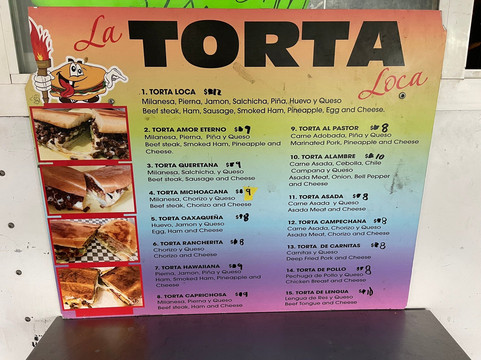 La TORTA Loca
1. TORTA LOCA $12
Milanesa, Pierna, Jamon, Salchicha, Piña, Huevo y Queso
Beef steak, Ham, Sausage, Smoked Ham, Pineapple, Egg and Cheese.
2. TORTA AMOR ETERNO $9
Milanesa, Pierna, Piña y Queso
Beef steak, Smoked Ham, Pineapple and
Cheese.
3. TORTA QUERETANA $9
Milanesa, Salchicha, y Queso
Beef steak, Sausage and Cheese
4. TORTA MICHOACANA $9
Milanesa, Chorizo y Queso
Beef steak, Chorizo and Cheese
5. TORTA OAXAQUEÑA $8
Huevo, Jamon y Queso
Egg, Ham and Cheese
6. TORTA RANCHERITA $8
Chorizo y Queso
Chorizo and Cheese
7. TORTA HAWAIIANA $9
Pierna, Jamon, Piña y Queso
Ham, Smoked Ham, Pineapple and
Cheese
8. TORTA CAPRICHOSA $9
Milanesa, Jamon y Queso
Beef steak, Ham and Cheese
9. TORTA AL PASTOR $8
Carne Adobada, Piña y Queso
Marinated Pork, Pineapple and Cheese
10. TORTA ALAMBRE $10
Carne Asada, Cebolla, Chile
Campana y Queso
Asada Meat, Onion, Bell Pepper
and Cheese
11. TORTA ASADA $8
Carne Asada y Queso
Asada Meat and Cheese
12. TORTA CAMPECHANA $8
Carne Asada, Chorizo y Queso
Asada Meat, Chorizo and Cheese
13. TORTA DE CARNITAS $8
Carnitas y Queso
Deep Fried Pork and Cheese
14. TORTA DE POLLO $8
Pechuga de Pollo y Queso
Chicken Breast and Cheese
15. TORTA DE LENGUA $10
Lengua de Res y Queso
Beef Tongue and Cheese